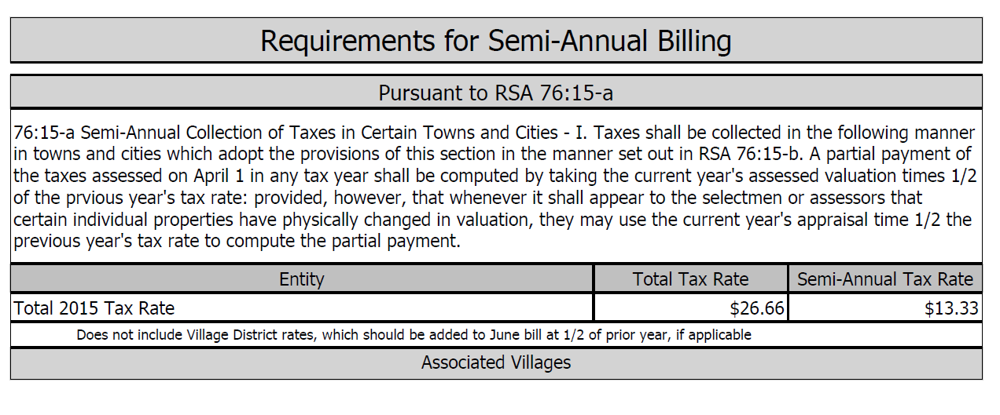 Requirements for Semi-Annual Billing
Pursuant to RSA 76:15-a
76:15-a Semi-Annual Collection of Taxes in Certain Towns and Cities - I. Taxes shall be collected in the following manner
in towns and cities which adopt the provisions of this section in the manner set out in RSA 76:15-b. A partial payment of
the taxes assessed on April 1 in any tax year shall be computed by taking the current year's assessed valuation times 1/2
of the prvious year's tax rate: provided, however, that whenever it shall appear to the selectmen or assessors that
certain individual properties have physically changed in valuation, they may use the current year's appraisal time 1/2 the
previous year's tax rate to compute the partial payment.
Entity Total Tax Rate Semi-Annual Tax Rate
Total 2015 Tax Rate $26.66 $13.33
Does not include Village District rates, which should be added to June bill at 1/2 of prior year, if applicable
Associated Villages